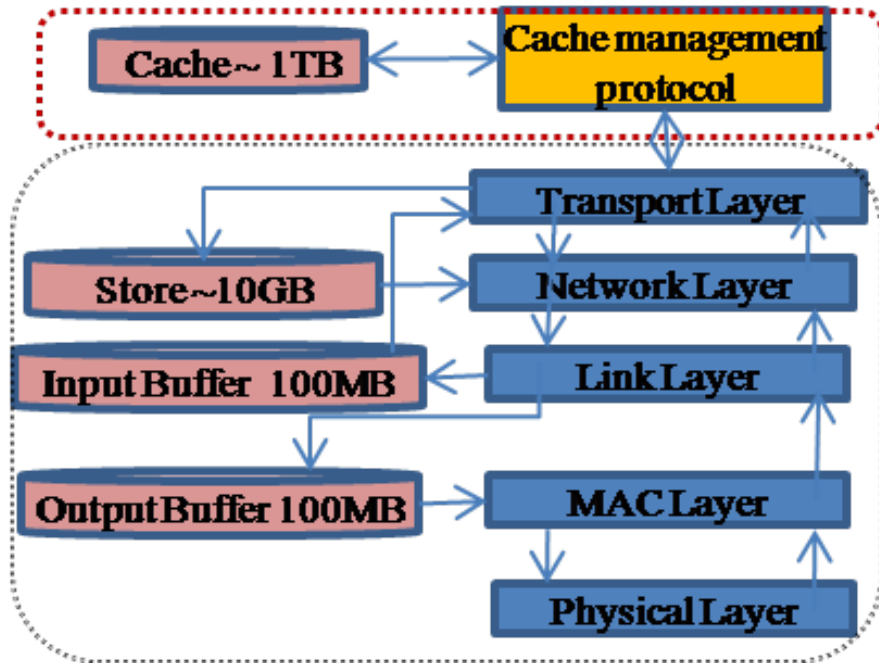 Cache~ 1TB
Cache management
protocol
Transport Layer
Store~10GB
Network Layer
Input Buffer 100MB
Link Layer
Output Buffer 100MB
MAC Layer
Physical Layer